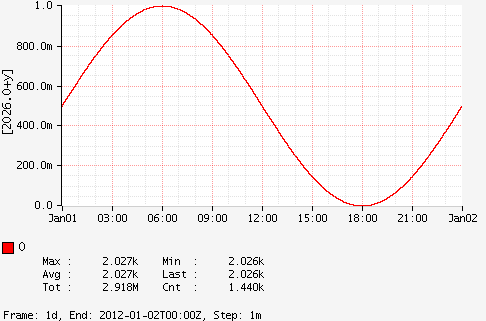 1.0
800.0m
600.0m
400.0m
200.0m
0.0
[2026.0+y]
Jan01 03:00 06:00 09:00 12:00 15:00 18:00 21:00 Jan02
0
Max : 2.027k Min : 2.026k
Avg : 2.027k Last : 2.026k
Tot : 2.918M Cnt : 1.440k
Frame: 1d, End: 2012-01-02T00:00Z, Step: 1m